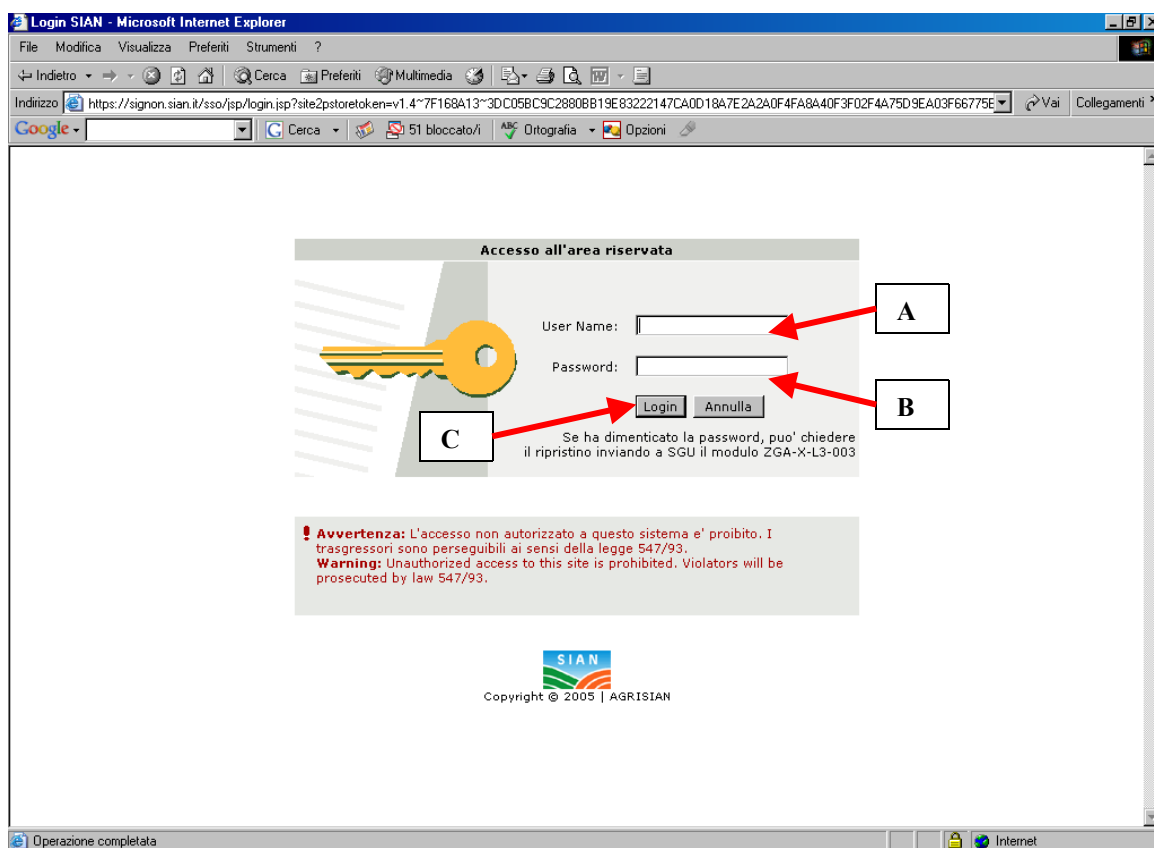 Login SIAN - Microsoft Internet Explorer
File Modifica Visualizza Preferiti Strumenti ?
Indietro Cerca Preferiti Multimedia
Indirizzo https://signon.sian.it/sso/jsp/login.jsp?site2pstoretoken=v1.4~7F168A13~3DC05BC9C2880BB19E83222147CA0D18A7E2A2A0F4FA8A40F3F02F4A75D9EA03F66775E Vai Collegamenti
Google Cerca 51 bloccato/i ABC Ortografia Opzioni
Accesso all'area riservata
A
User Name:
Password:
B
Login Annulla
C
Se ha dimenticato la password, puo' chiedere
il ripristino inviando a SGU il modulo ZGA-X-L3-003
Avvertenza: L'accesso non autorizzato a questo sistema e' proibito. I
trasgressori sono perseguibili ai sensi della legge 547/93.
Warning: Unauthorized access to this site is prohibited. Violators will be
prosecuted by law 547/93.
SIAN
Copyright © 2005 | AGRISIAN
Operazione completata Internet